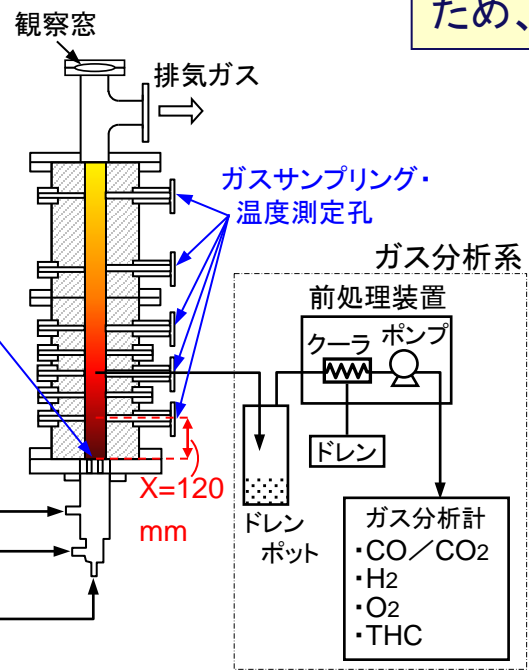 ため、
観察窓
排気ガス
ガスサンプリング・
温度測定孔
ガス分析系
前処理装置
クーラ
ポンプ
ドレン
X=120
mm
ドレン
ポット
ガス分析計
・CO／CO2
・H2
・O2
・THC